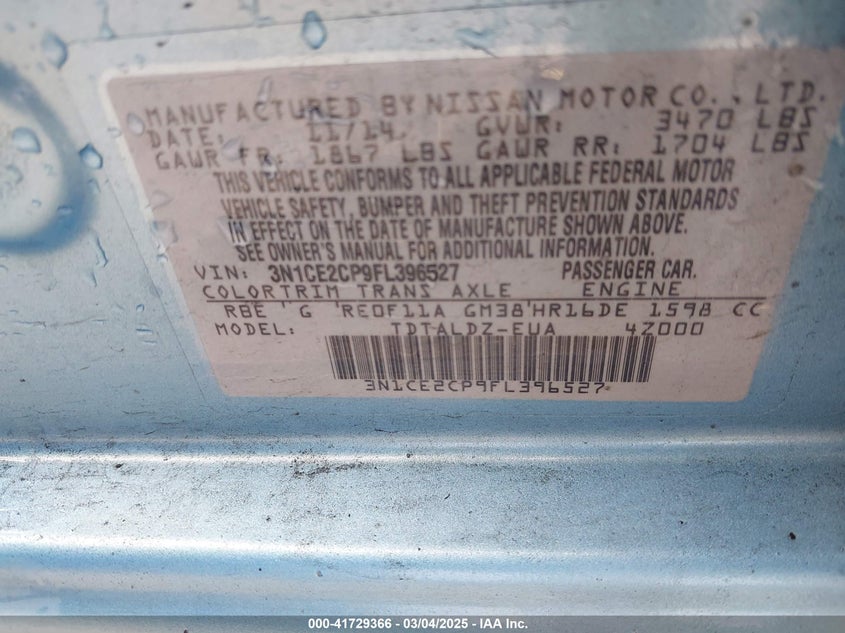 MANUFACTURED BY NISSAN MOTOR CO., LTD.
DATE: 11/14 GVWR: 3470 LBS
GAWR FR: 1867 LBS GAWR RR: 1704 LBS
THIS VEHICLE CONFORMS TO ALL APPLICABLE FEDERAL MOTOR
VEHICLE SAFETY, BUMPER AND THEFT PREVENTION STANDARDS
IN EFFECT ON THE DATE OF MANUFACTURE SHOWN ABOVE.
SEE OWNER'S MANUAL FOR ADDITIONAL INFORMATION.
VIN: 3N1CE2CP9FL396527 PASSENGER CAR.
COLOR TRIM TRANS AXLE ENGINE
RBE G RE0F11A GM38 HR16DE 1598 CC
MODEL: TDTALDZ-EUA 4Z000
3N1CE2CP9FL396527
000-41729366 - 03/04/2025 - IAA Inc.